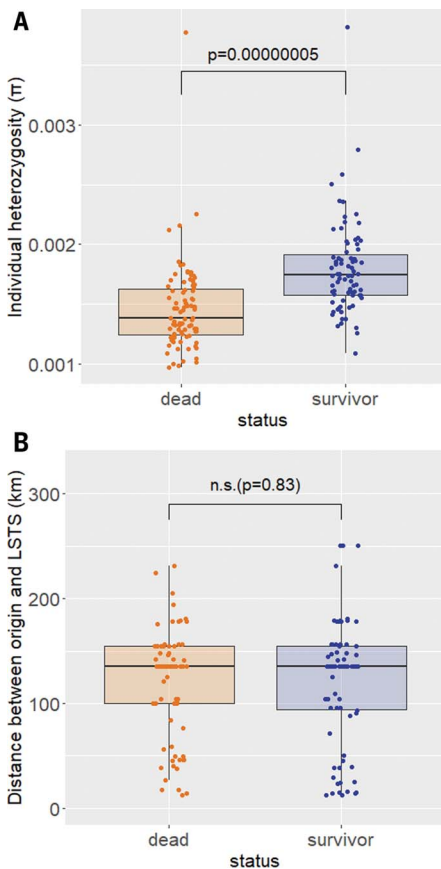 A
p=0.00000005
Individual heterozygosity (π)
0.003
0.002
0.001
dead
survivor
status
B
n.s.(p=0.83)
Distance between origin and LSTS (km)
300
200
100
0
dead
survivor
status